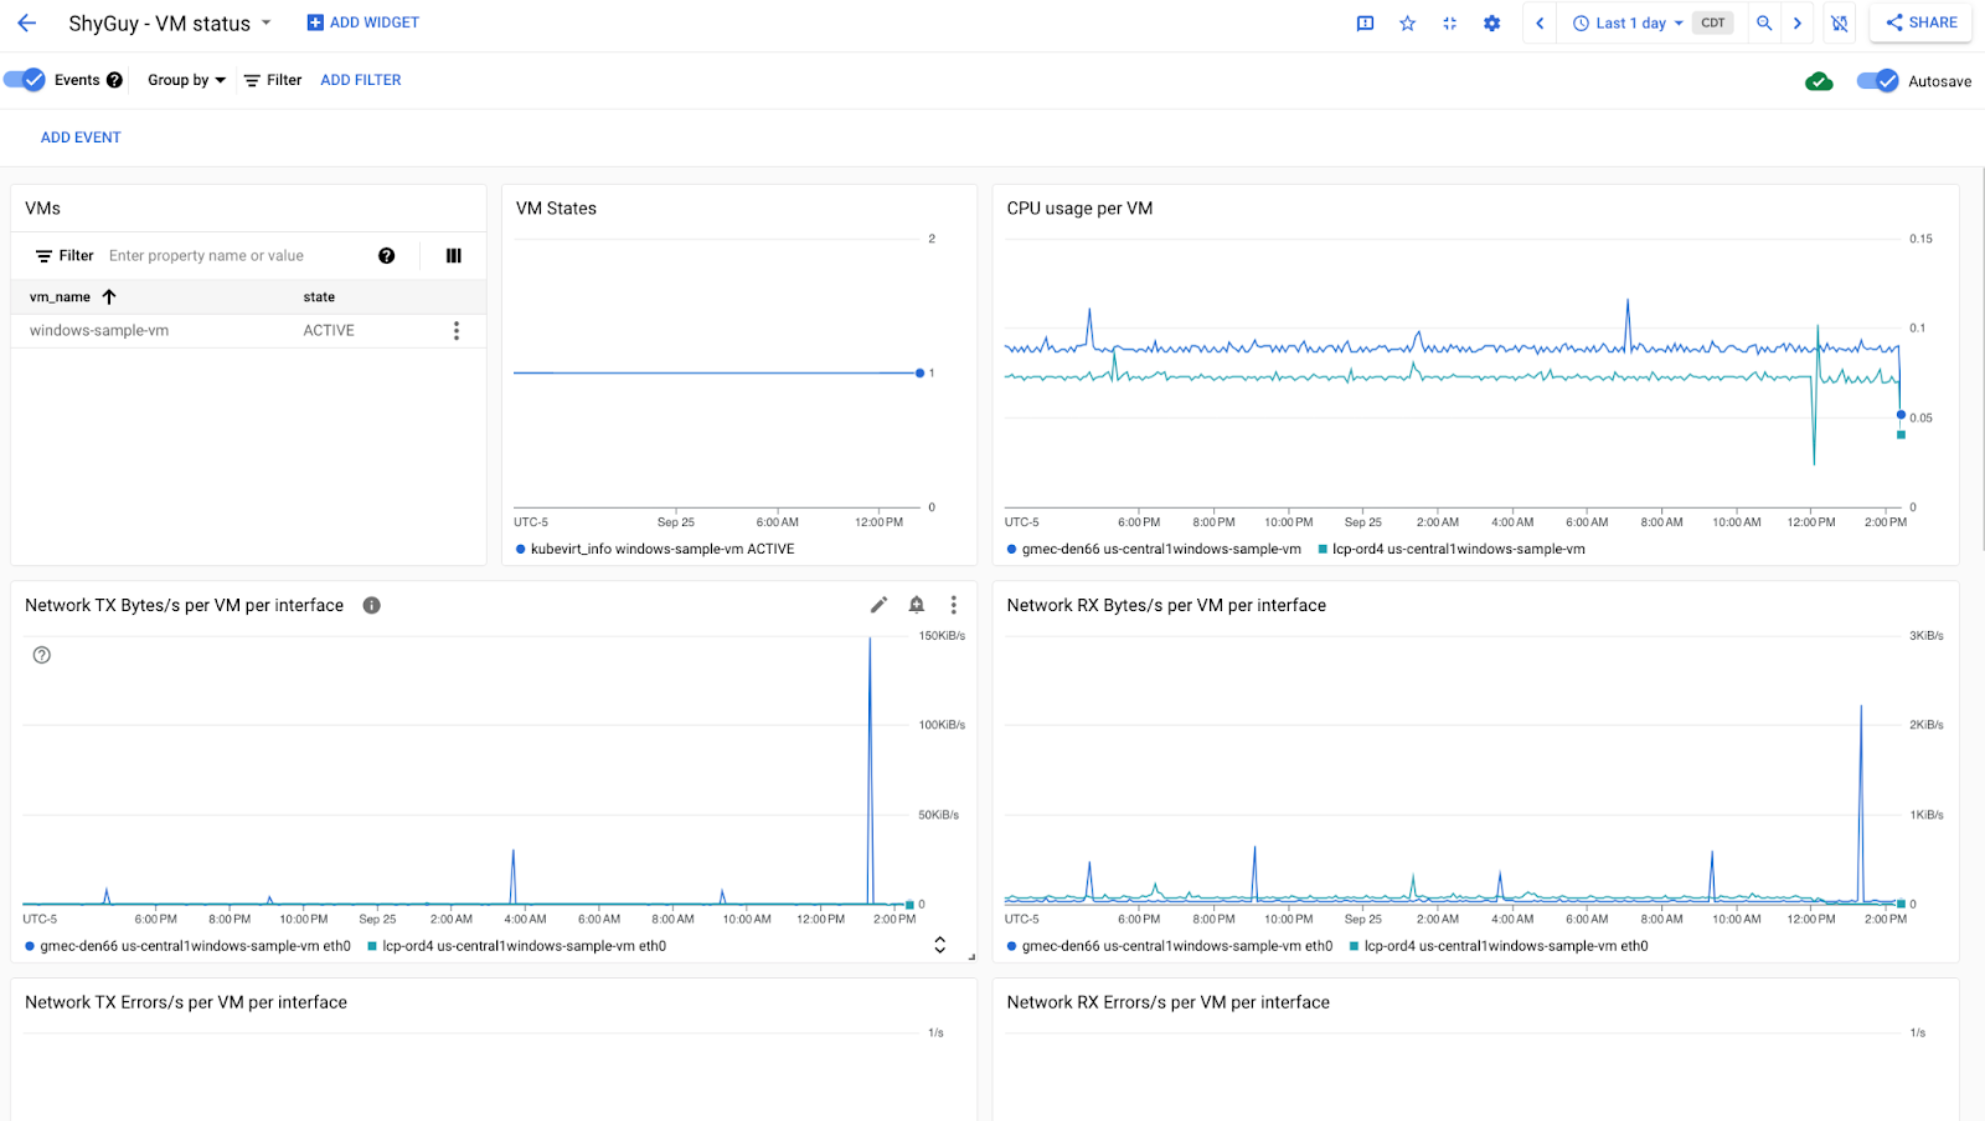 ShyGuy - VM status
ADD WIDGET
Last 1 day
CDT
SHARE
Events
Group by
Filter
ADD FILTER
Autosave
ADD EVENT
VMs
Filter
Enter property name or value
vm_name
state
windows-sample-vm
ACTIVE
VM States
2
1
0
UTC-5
Sep 25
6:00 AM
12:00 PM
kubevirt_info windows-sample-vm ACTIVE
CPU usage per VM
0.15
0.1
0.05
0
UTC-5
6:00 PM
8:00 PM
10:00 PM
Sep 25
2:00 AM
4:00 AM
6:00 AM
8:00 AM
10:00 AM
12:00 PM
2:00 PM
gmec-den66 us-central1windows-sample-vm
lcp-ord4 us-central1windows-sample-vm
Network TX Bytes/s per VM per interface
150KiB/s
100KiB/s
50KiB/s
0
UTC-5
6:00 PM
8:00 PM
10:00 PM
Sep 25
2:00 AM
4:00 AM
6:00 AM
8:00 AM
10:00 AM
12:00 PM
2:00 PM
gmec-den66 us-central1windows-sample-vm eth0
lcp-ord4 us-central1windows-sample-vm eth0
Network RX Bytes/s per VM per interface
3KiB/s
2KiB/s
1KiB/s
0
UTC-5
6:00 PM
8:00 PM
10:00 PM
Sep 25
2:00 AM
4:00 AM
6:00 AM
8:00 AM
10:00 AM
12:00 PM
2:00 PM
gmec-den66 us-central1windows-sample-vm eth0
lcp-ord4 us-central1windows-sample-vm eth0
Network TX Errors/s per VM per interface
1/s
Network RX Errors/s per VM per interface
1/s